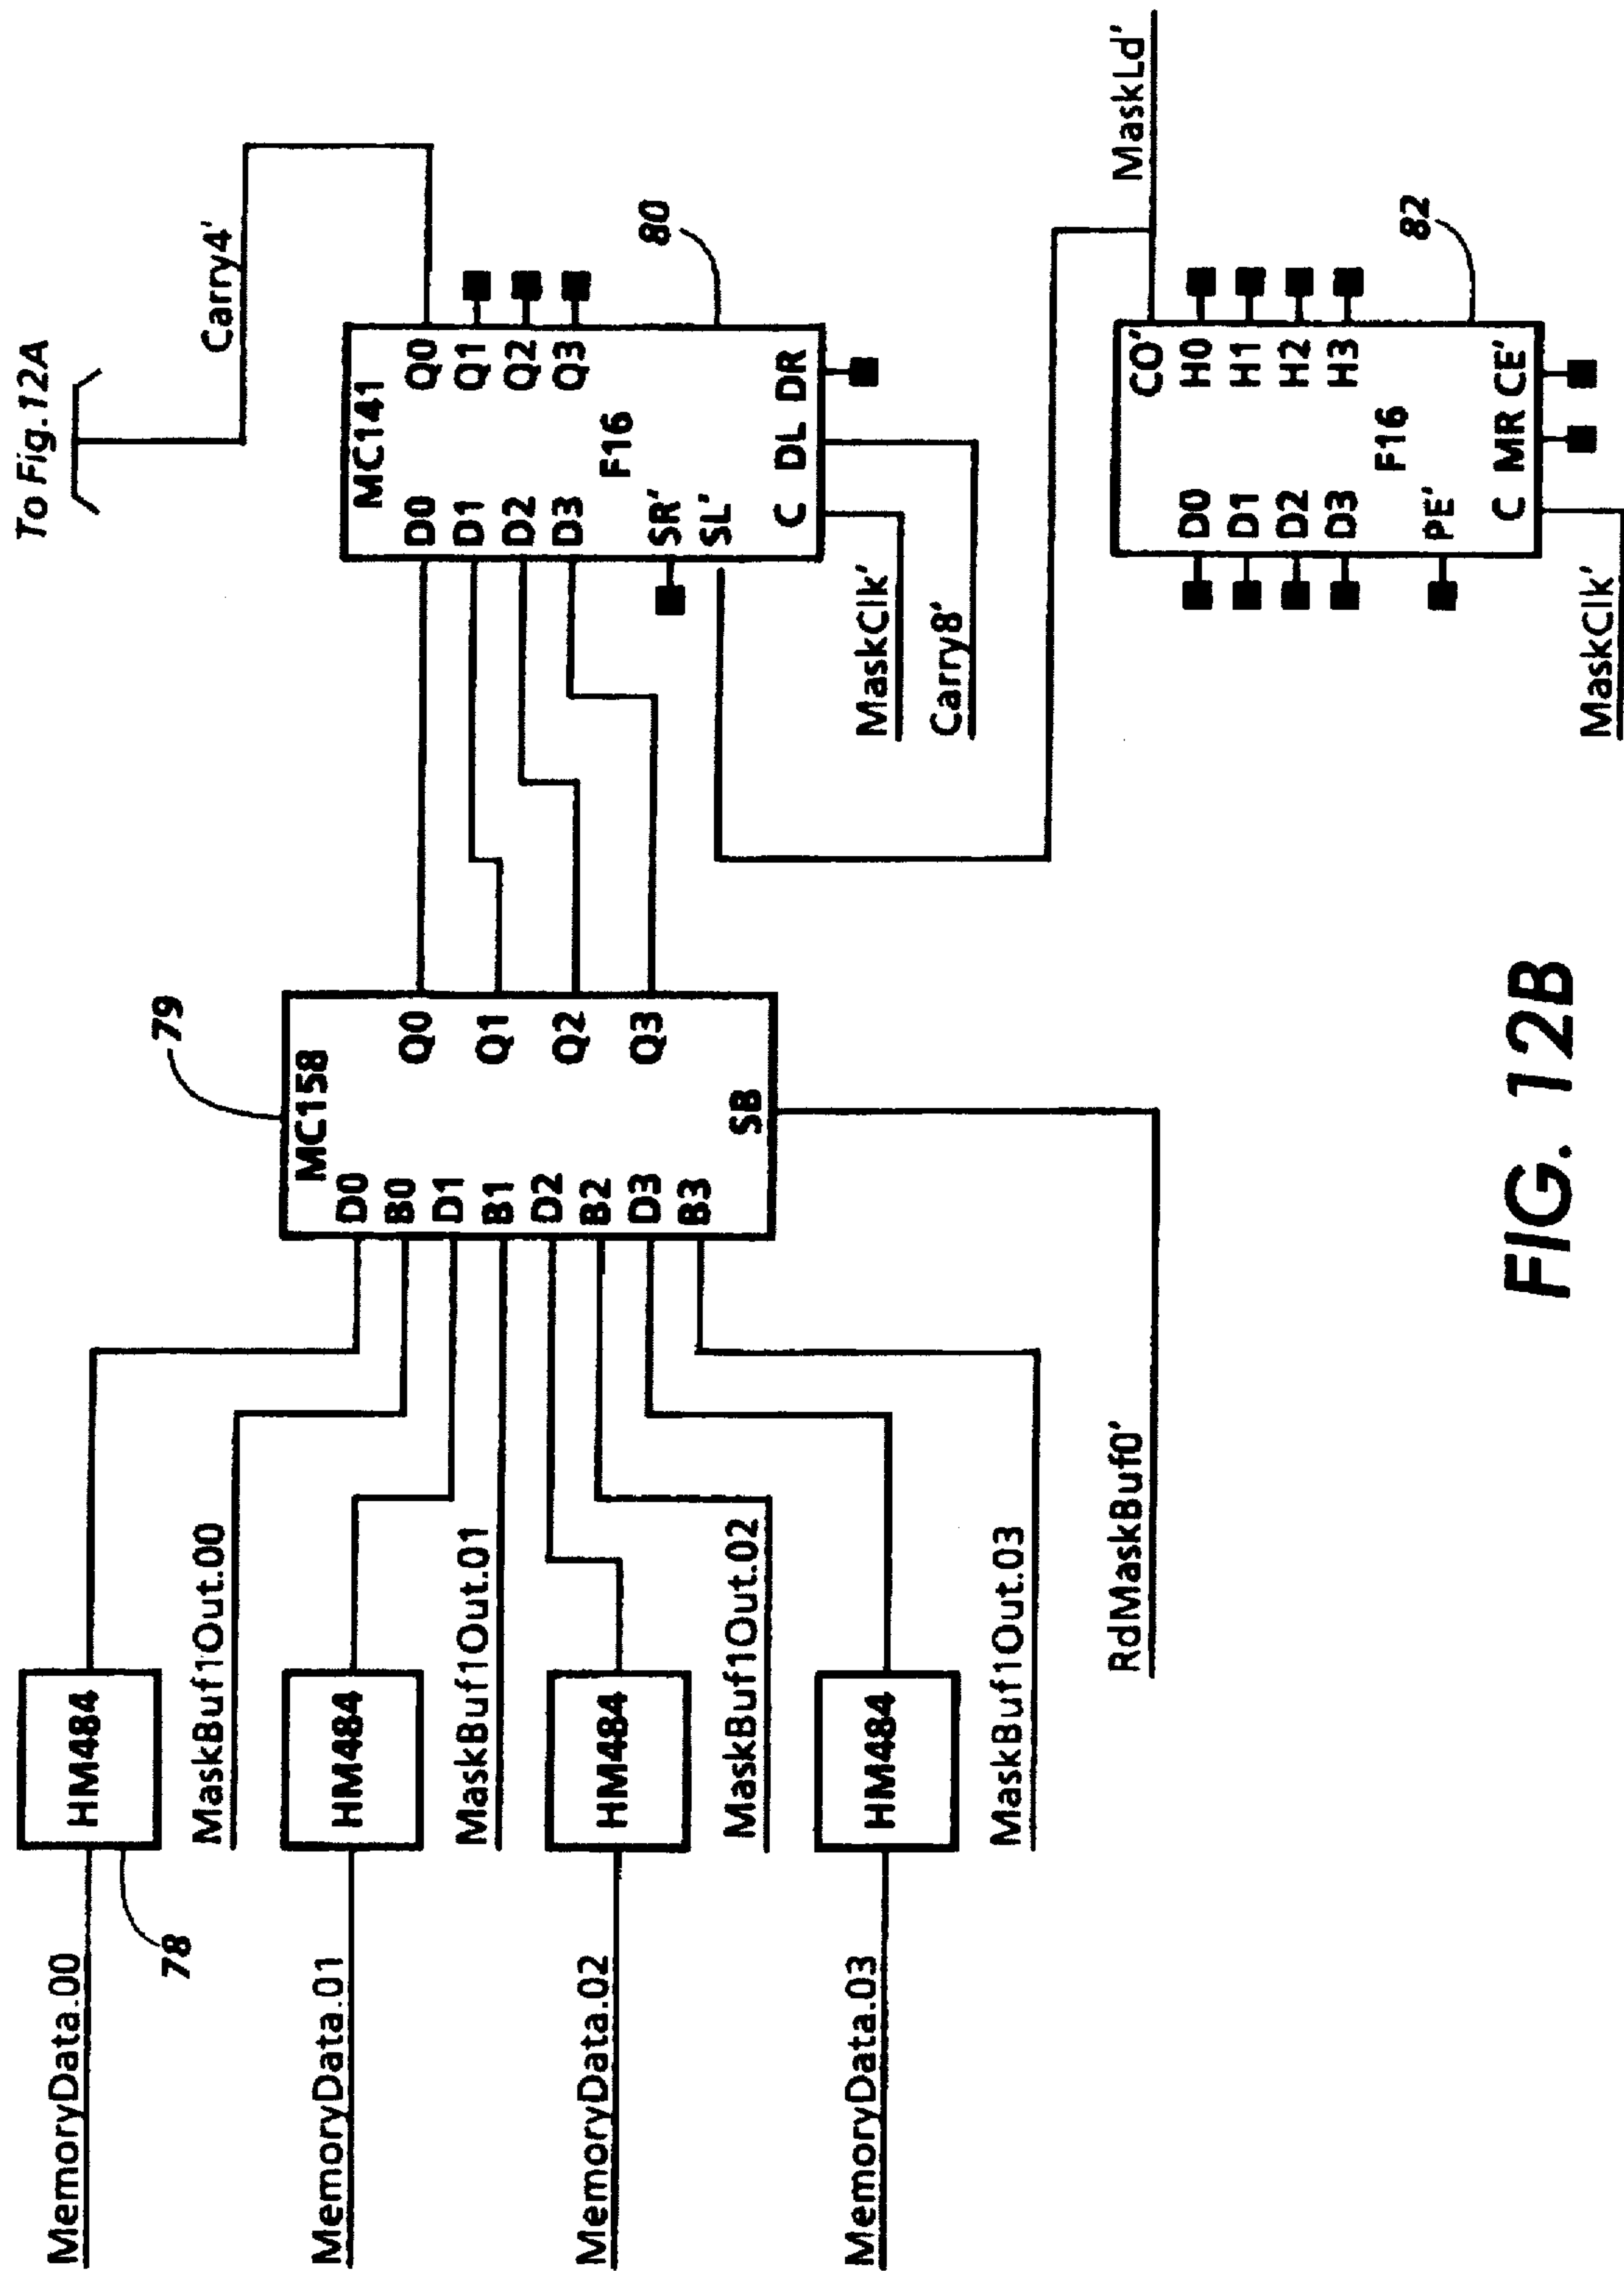 To Fig.12A
Carry4'
MemoryData.00
78
HM484
MaskBuf1Out.00
MemoryData.01
HM484
MaskBuf1Out.01
MemoryData.02
HM484
MaskBuf1Out.02
MemoryData.03
HM484
MaskBuf1Out.03
RdMaskBuf0'
79
MC158
D0
B0
D1
B1
D2
B2
D3
B3
Q0
Q1
Q2
Q3
SB
MC141
D0 Q0
D1 Q1
D2 Q2
D3 Q3
F16
SR'
SL'
C DL DR
80
MaskClk'
Carry8'
MaskLd'
CO'
D0 H0
D1 H1
D2 H2
D3 H3
F16
PE'
C MR CE'
82
MaskClk'
FIG. 12B